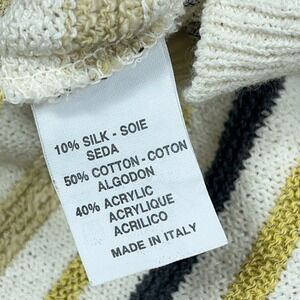 10% SILK - SOIE
SEDA
50% COTTON - COTON
ALGODON
40% ACRYLIC
ACRYLIQUE
ACRILICO
MADE IN ITALY